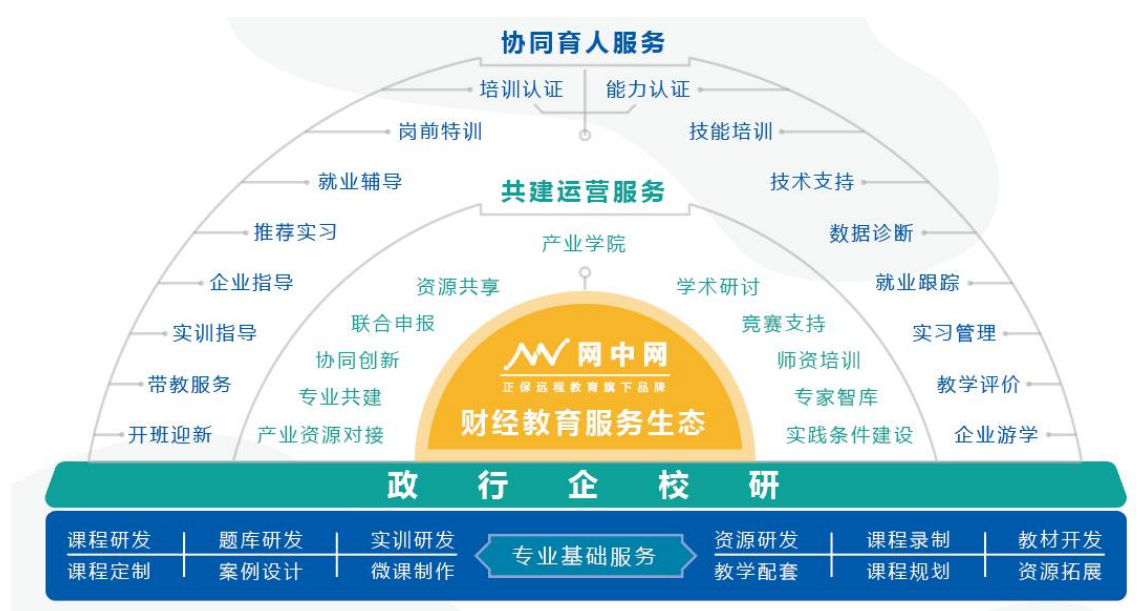 协同育人服务
培训认证 能力认证
岗前特训 技能培训
就业辅导 技术支持
共建运营服务
推荐实习 数据诊断
产业学院
企业指导 就业跟踪
资源共享 学术研讨
联合申报 竞赛支持
实训指导 实习管理
协同创新 师资培训
网中网
正保远程教育旗下品牌
带教服务 教学评价
专业共建 专家智库
财经教育服务生态
开班迎新 产业资源对接 实践条件建设 企业游学
政行企校研
课程研发 题库研发 实训研发 资源研发 课程录制 教材开发
专业基础服务
课程定制 案例设计 微课制作 教学配套 课程规划 资源拓展